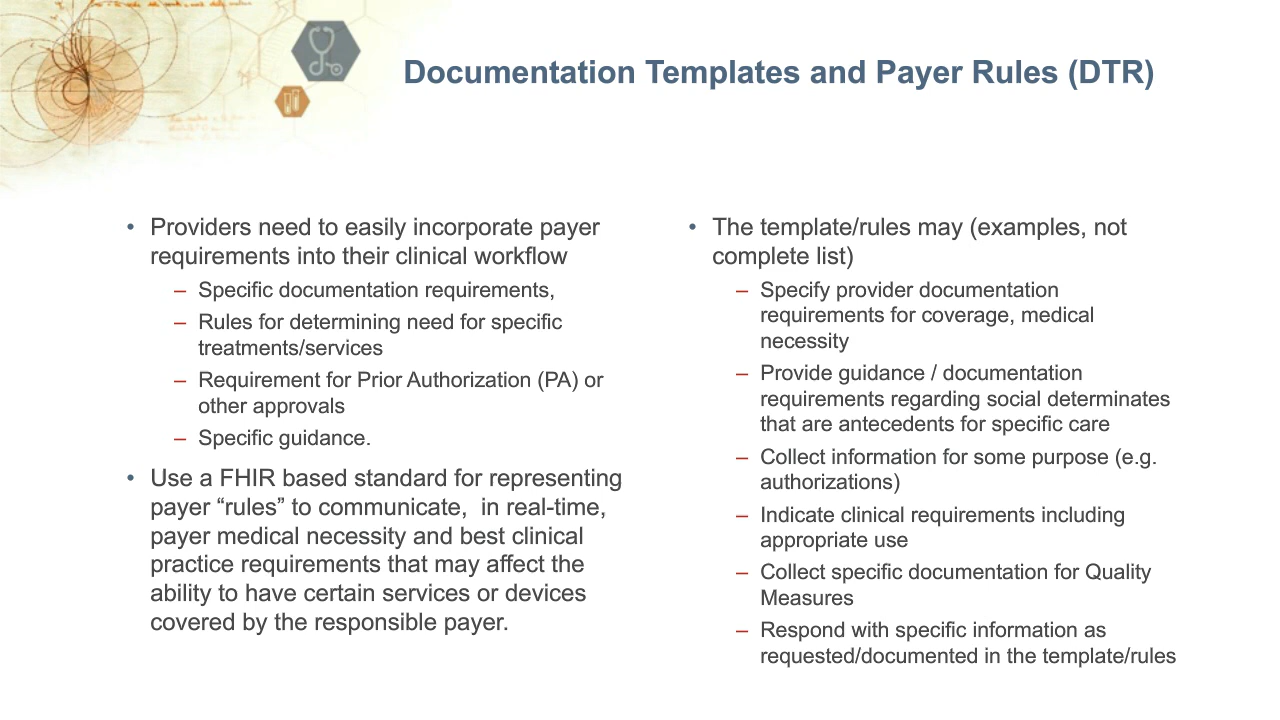 Documentation Templates and Payer Rules (DTR)
• Providers need to easily incorporate payer
requirements into their clinical workflow
– Specific documentation requirements,
– Rules for determining need for specific
treatments/services
– Requirement for Prior Authorization (PA) or
other approvals
– Specific guidance.
• Use a FHIR based standard for representing
payer “rules” to communicate,  in real-time,
payer medical necessity and best clinical
practice requirements that may affect the
ability to have certain services or devices
covered by the responsible payer.
• The template/rules may (examples, not
complete list)
– Specify provider documentation
requirements for coverage, medical
necessity
– Provide guidance / documentation
requirements regarding social determinates
that are antecedents for specific care
– Collect information for some purpose (e.g.
authorizations)
– Indicate clinical requirements including
appropriate use
– Collect specific documentation for Quality
Measures
– Respond with specific information as
requested/documented in the template/rules